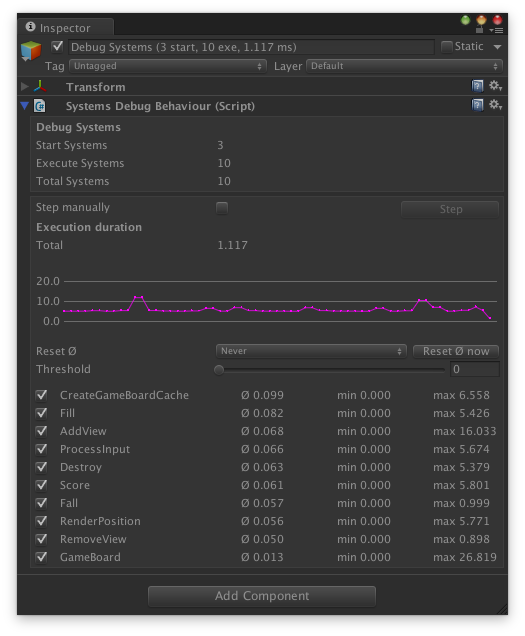 Inspector
Debug Systems (3 start, 10 exe, 1.117 ms) Static
Tag Untagged Layer Default
Transform
Systems Debug Behaviour (Script)
Debug Systems
Start Systems 3
Execute Systems 10
Total Systems 10
Step manually Step
Execution duration
Total 1.117
20.0
10.0
0.0
Reset Ø Never Reset Ø now
Threshold 0
CreateGameBoardCache Ø 0.099 min 0.000 max 6.558
Fill Ø 0.082 min 0.000 max 5.426
AddView Ø 0.068 min 0.000 max 16.033
ProcessInput Ø 0.066 min 0.000 max 5.674
Destroy Ø 0.063 min 0.000 max 5.379
Score Ø 0.061 min 0.000 max 5.801
Fall Ø 0.057 min 0.000 max 0.999
RenderPosition Ø 0.056 min 0.000 max 5.771
RemoveView Ø 0.050 min 0.000 max 0.898
GameBoard Ø 0.013 min 0.000 max 26.819
Add Component